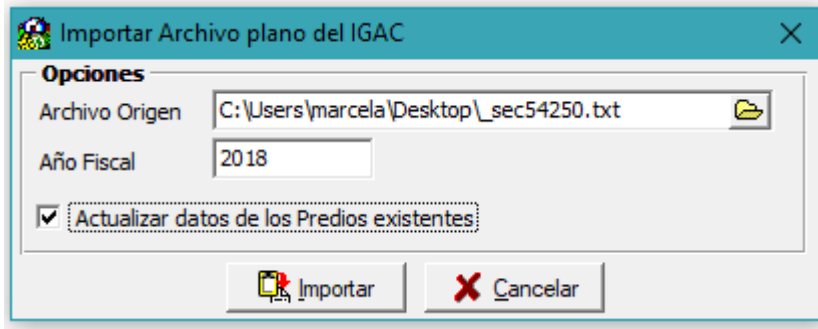 Importar Archivo plano del IGAC
Opciones
Archivo Origen C:\Users\marcela\Desktop\_sec54250.txt
Año Fiscal 2018
Actualizar datos de los Predios existentes
Importar Cancelar